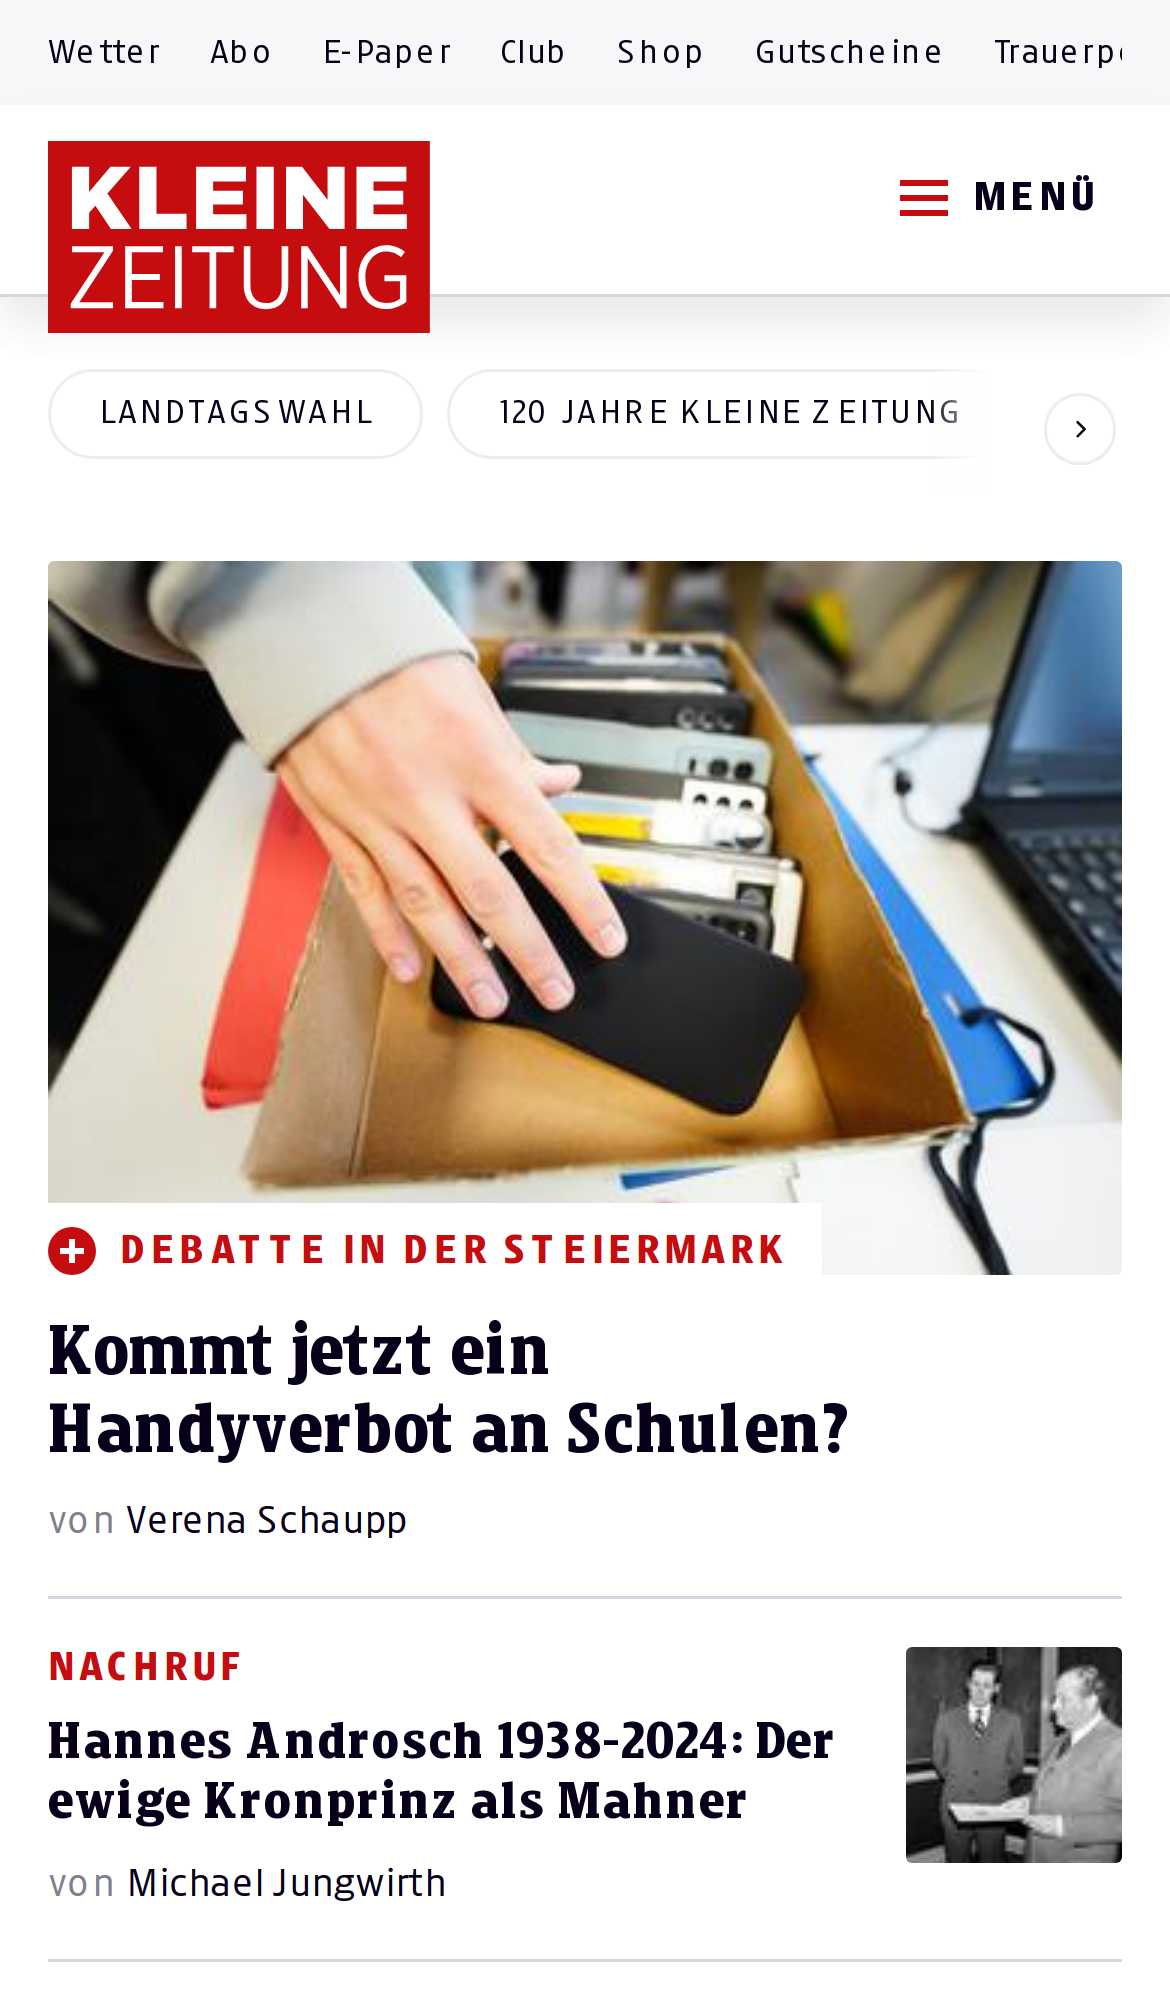 Wetter Abo E-Paper Club Shop Gutscheine
KLEINE
ZEITUNG
MENÜ
LANDTAGSWAHL 120 JAHRE KLEINE ZEITUNG
DEBATTE IN DER STEIERMARK
Kommt jetzt ein
Handyverbot an Schulen?
von Verena Schaupp
NACHRUF
Hannes Androsch 1938-2024: Der
ewige Kronprinz als Mahner
von Michael Jungwirth